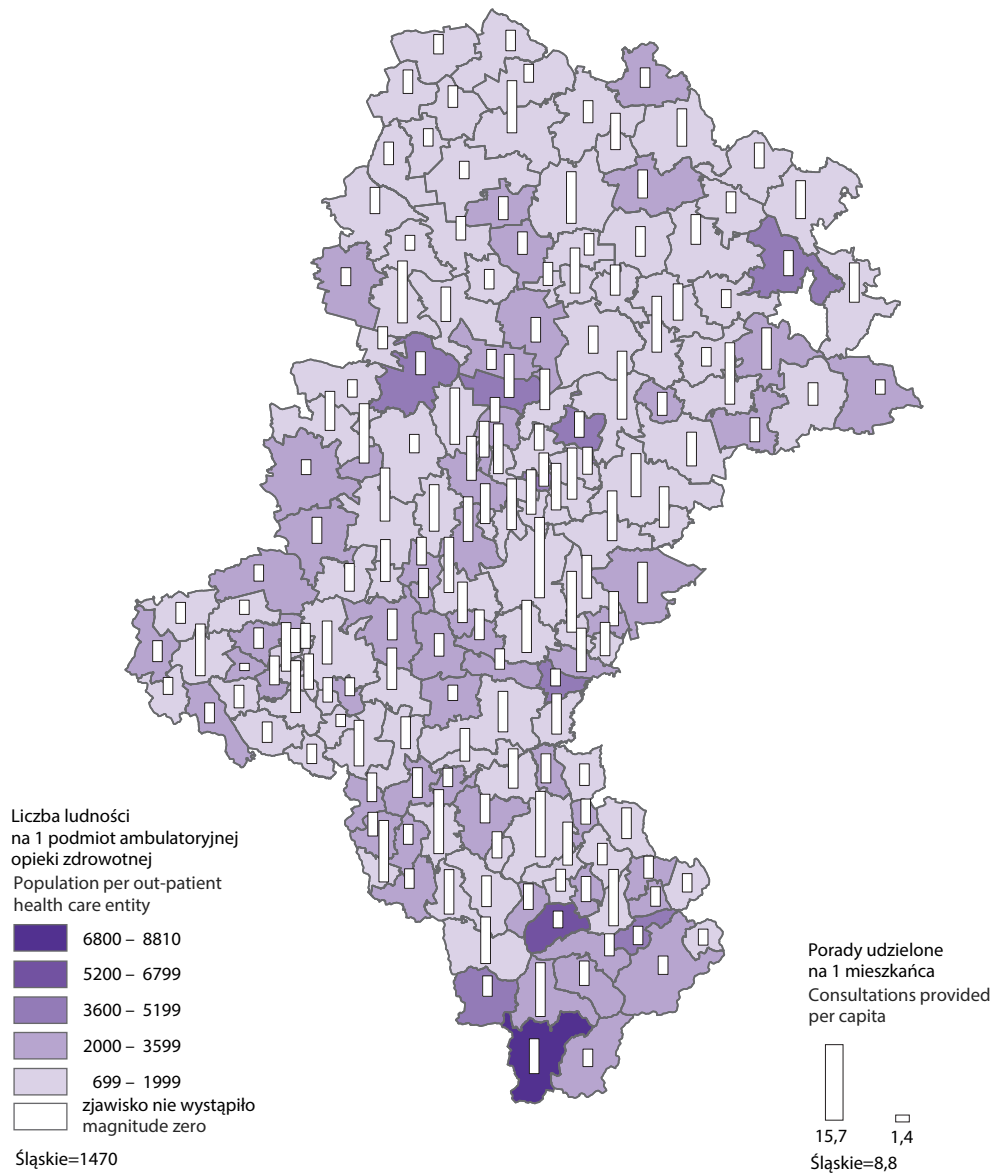 Liczba ludności
na 1 podmiot ambulatoryjnej
opieki zdrowotnej
Population per out-patient
health care entity
6800 – 8810
5200 – 6799
3600 – 5199
2000 – 3599
699 – 1999
zjawisko nie wystąpiło
magnitude zero
Śląskie=1470
Porady udzielone
na 1 mieszkańca
Consultations provided
per capita
15,7 1,4
Śląskie=8,8